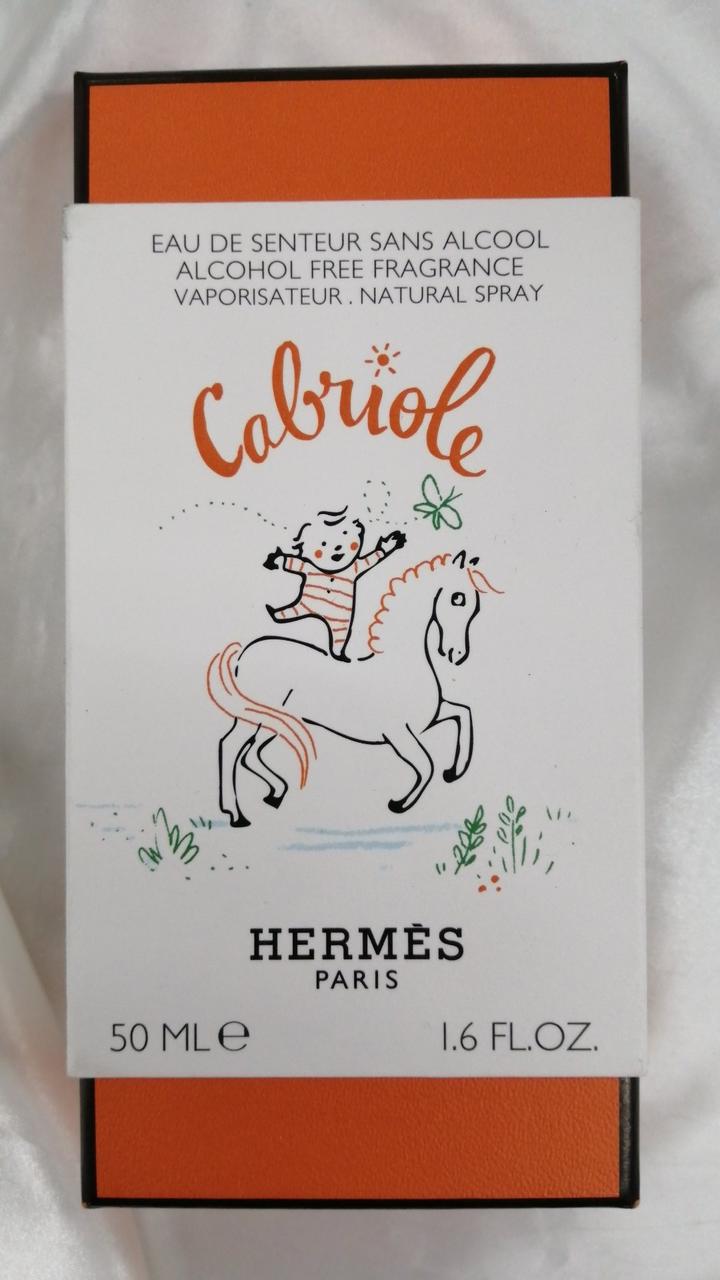 EAU DE SENTEUR SANS ALCOOL
ALCOHOL FREE FRAGRANCE
VAPORISATEUR . NATURAL SPRAY
Cabriole
HERMÈS
PARIS
50 ML ℮ 1.6 FL.OZ.